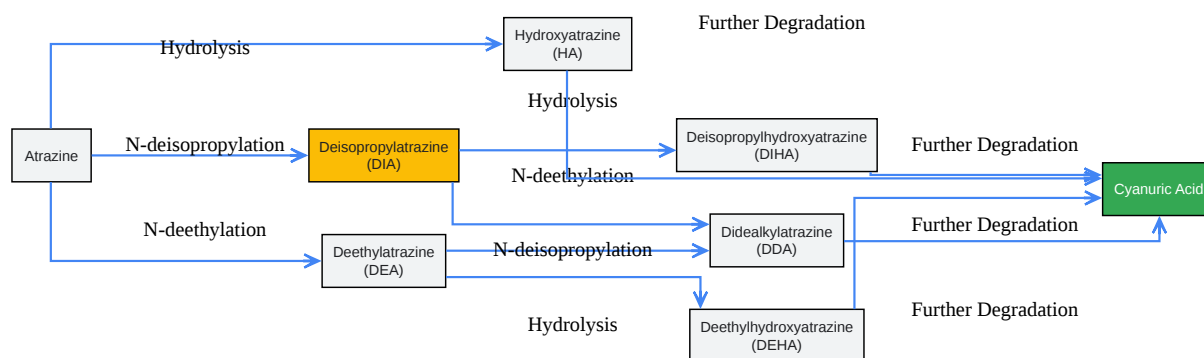 Further Degradation
Hydroxyatrazine
(HA)
Hydrolysis
Hydrolysis
Atrazine
N-deisopropylation
Deisopropylatrazine
(DIA)
Deisopropylhydroxyatrazine
(DIHA)
Further Degradation
N-deethylation
Cyanuric Acid
N-deethylation
Deethylatrazine
(DEA)
N-deisopropylation
Didealkylatrazine
(DDA)
Further Degradation
Hydrolysis
Deethylhydroxyatrazine
(DEHA)
Further Degradation